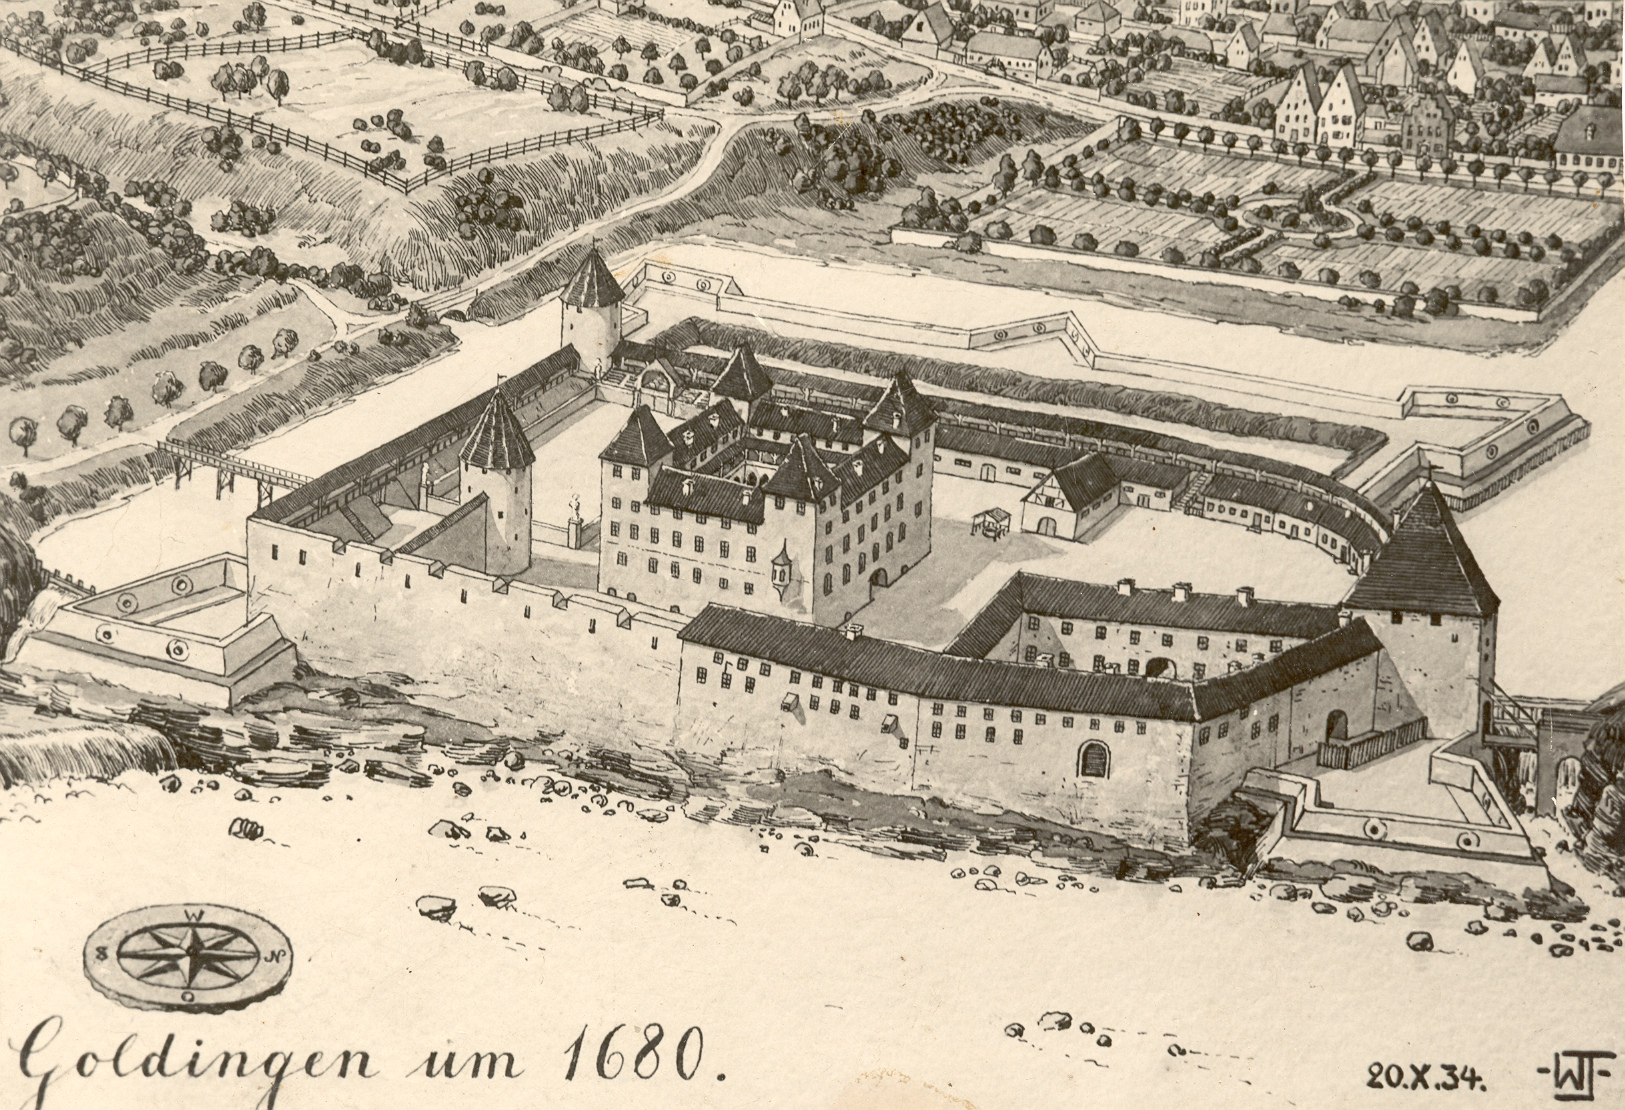 W
S N
O
Goldingen um 1680.
20.X.34. -WT-